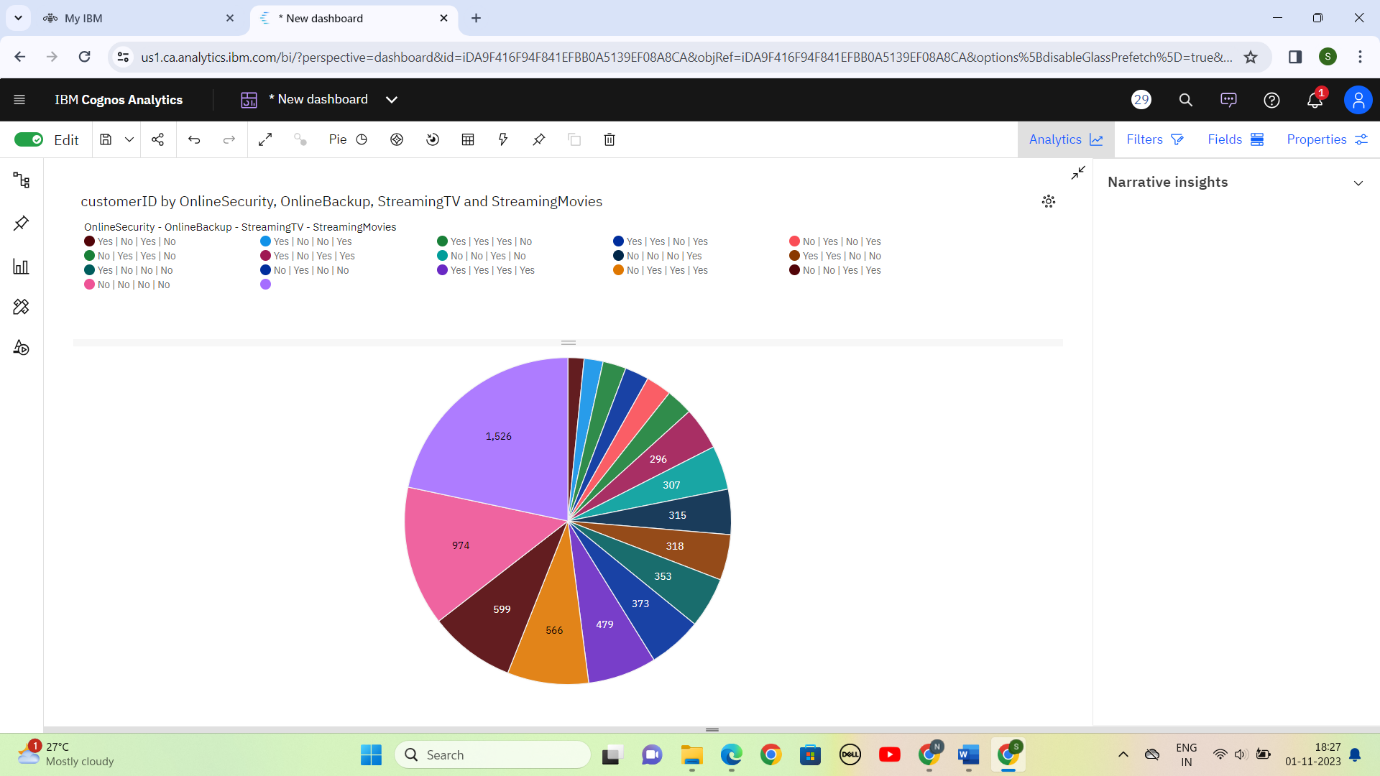 My IBM
* New dashboard
us1.ca.analytics.ibm.com/bi/?perspective=dashboard&id=iDA9F416F94F841EFBB0A5139EF08A8CA&objRef=iDA9F416F94F841EFBB0A5139EF08A8CA&options%5BdisableGlassPrefetch%5D=true&...
S
IBM Cognos Analytics
* New dashboard
29
1
Edit
Pie
Analytics
Filters
Fields
Properties
Narrative insights
customerID by OnlineSecurity, OnlineBackup, StreamingTV and StreamingMovies
OnlineSecurity - OnlineBackup - StreamingTV - StreamingMovies
Yes | No | Yes | No
Yes | No | No | Yes
Yes | Yes | Yes | No
Yes | Yes | No | Yes
No | Yes | No | Yes
No | Yes | Yes | No
Yes | No | Yes | Yes
No | No | Yes | No
No | No | No | Yes
Yes | Yes | No | No
Yes | No | No | No
No | Yes | No | No
Yes | Yes | Yes | Yes
No | Yes | Yes | Yes
No | No | Yes | Yes
No | No | No | No
1,526
296
307
315
318
353
373
479
566
599
974
1
27°C
Mostly cloudy
Search
DELL
N
W
S
ENG
IN
18:27
01-11-2023